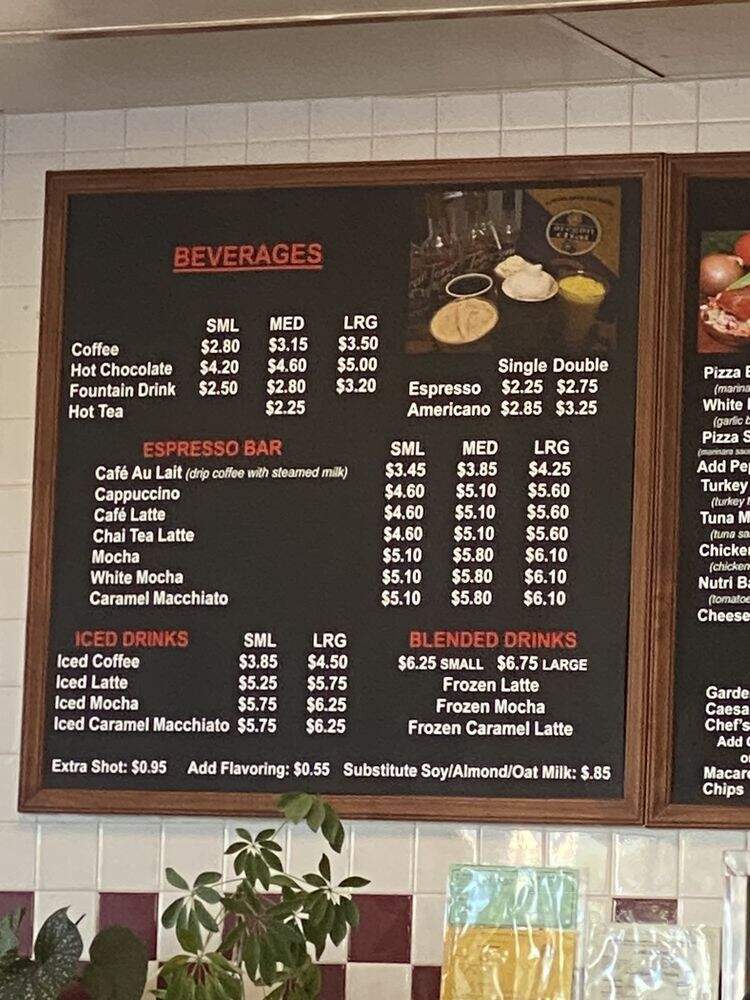 BEVERAGES
SML MED LRG
Coffee $2.80 $3.15 $3.50
Hot Chocolate $4.20 $4.60 $5.00
Fountain Drink $2.50 $2.80 $3.20
Hot Tea $2.25
Single Double
Espresso $2.25 $2.75
Americano $2.85 $3.25
ESPRESSO BAR SML MED LRG
Café Au Lait (drip coffee with steamed milk) $3.45 $3.85 $4.25
Cappuccino $4.60 $5.10 $5.60
Café Latte $4.60 $5.10 $5.60
Chai Tea Latte $4.60 $5.10 $5.60
Mocha $5.10 $5.80 $6.10
White Mocha $5.10 $5.80 $6.10
Caramel Macchiato $5.10 $5.80 $6.10
ICED DRINKS SML LRG
Iced Coffee $3.85 $4.50
Iced Latte $5.25 $5.75
Iced Mocha $5.75 $6.25
Iced Caramel Macchiato $5.75 $6.25
BLENDED DRINKS
$6.25 SMALL $6.75 LARGE
Frozen Latte
Frozen Mocha
Frozen Caramel Latte
Extra Shot: $0.95 Add Flavoring: $0.55 Substitute Soy/Almond/Oat Milk: $.85
Pizza
White
(garlic
Pizza
(marinara
Add
Turkey
(turkey
Tuna
(tuna
Nutri
Cheese
Chef's
Add
Chips